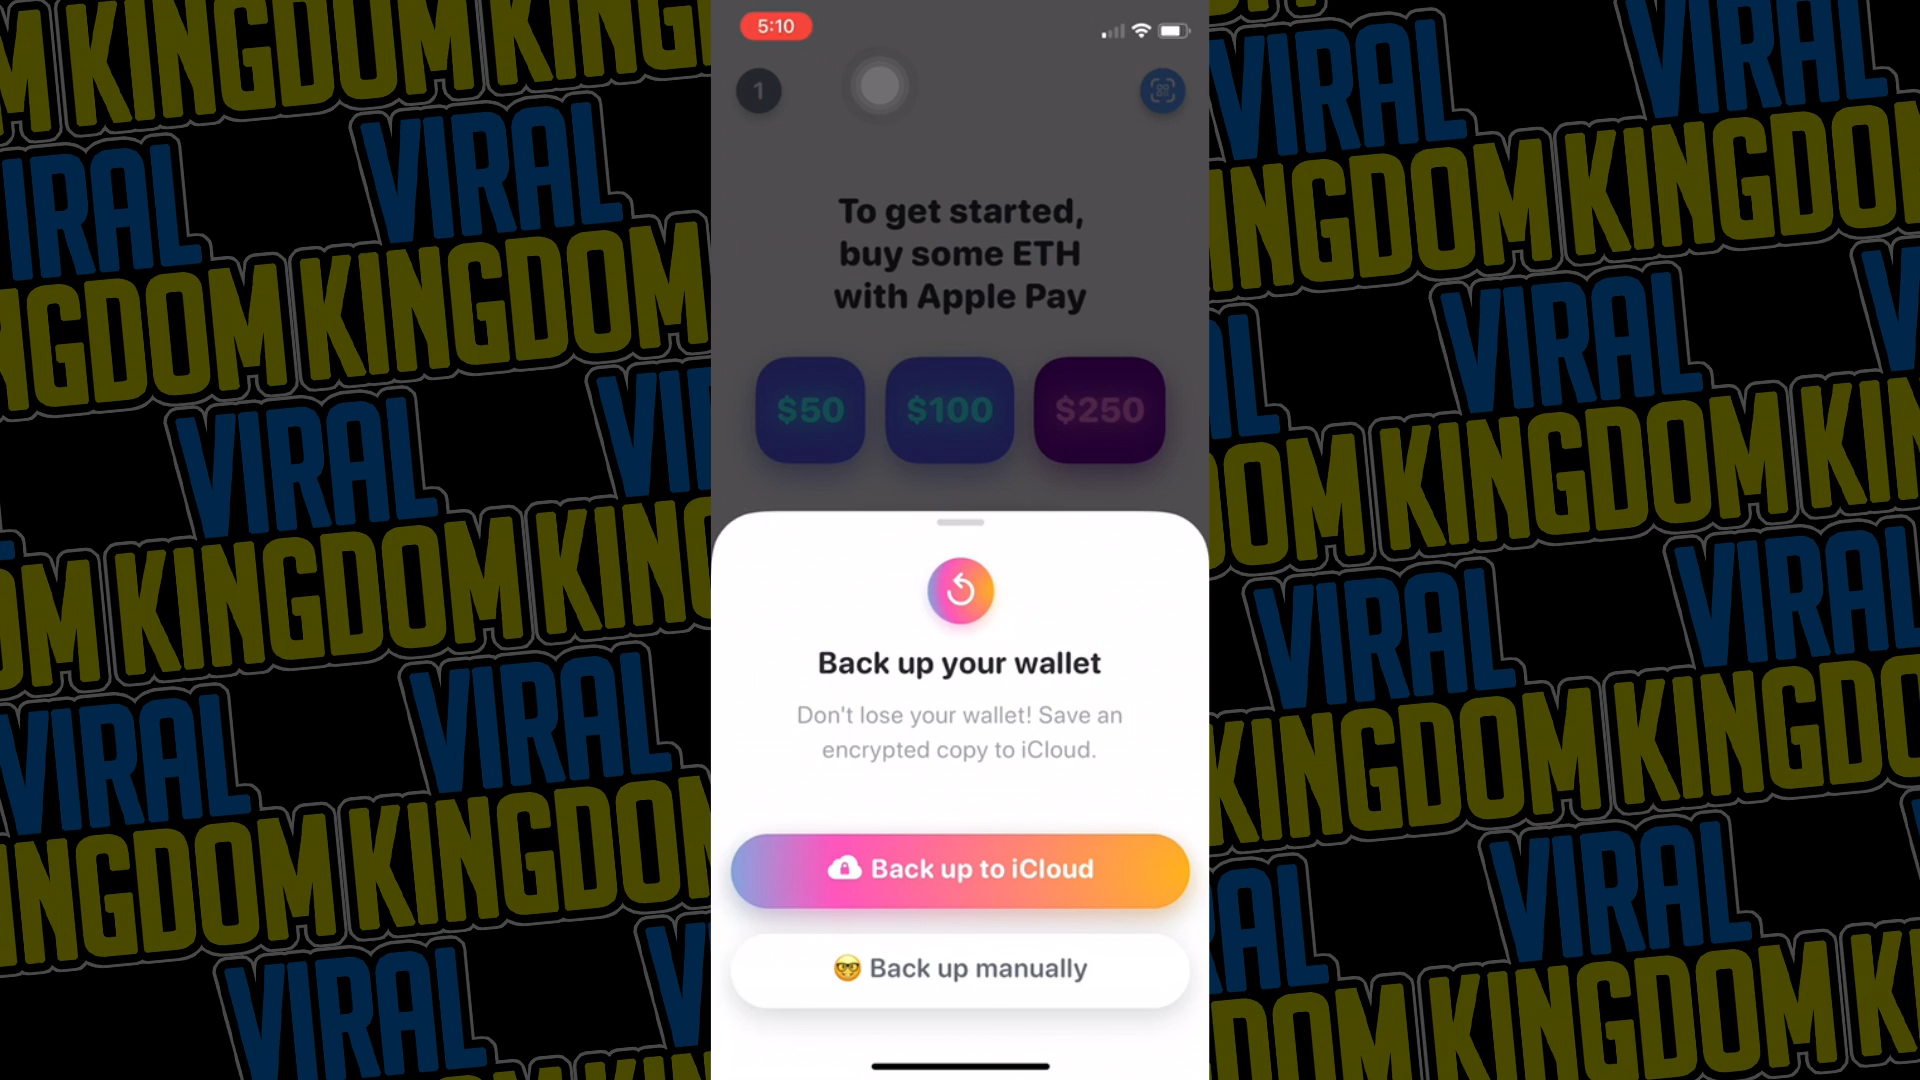 5:10
1
To get started,
buy some ETH
with Apple Pay
$50
$100
$250
Back up your wallet
Don't lose your wallet! Save an
encrypted copy to iCloud.
Back up to iCloud
Back up manually
VIRAL
KINGDOM